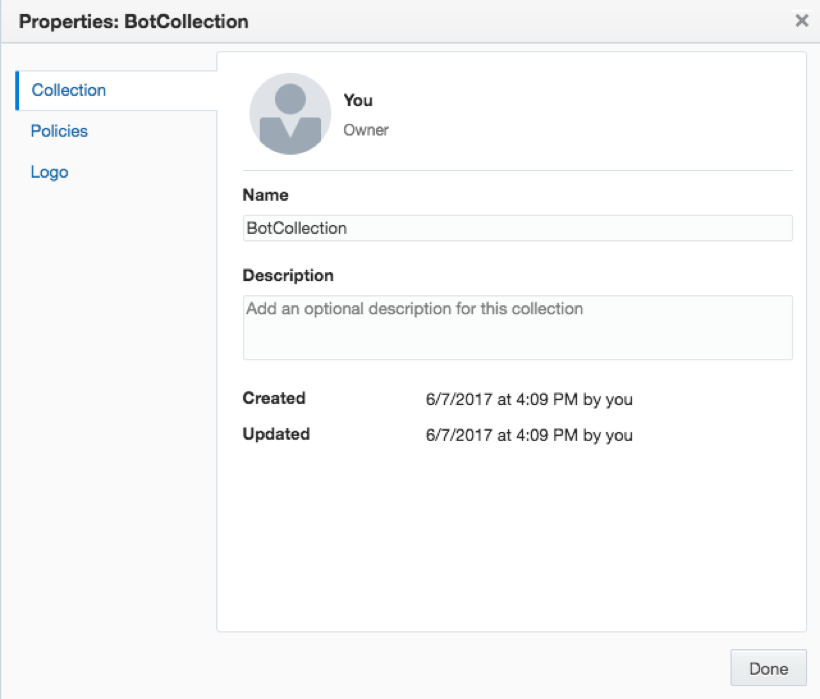 Properties: BotCollection
Collection
Policies
Logo
You
Owner
Name
BotCollection
Description
Add an optional description for this collection
Created 6/7/2017 at 4:09 PM by you
Updated 6/7/2017 at 4:09 PM by you
Done